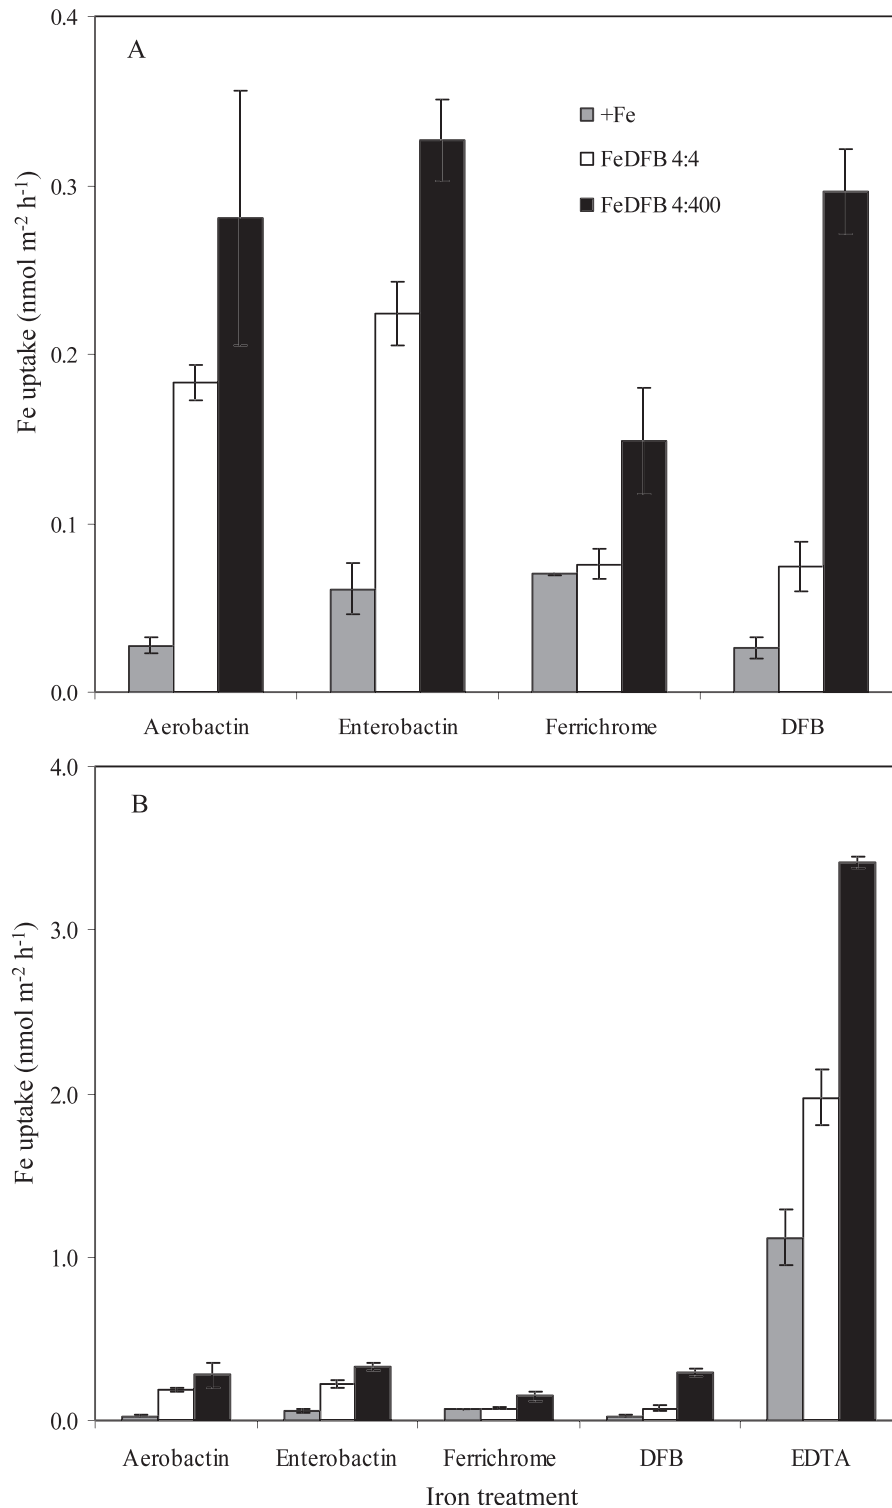 0.4
A
+Fe
FeDFB 4:4
FeDFB 4:400
0.3
0.2
0.1
0.0
Fe uptake (nmol m-2 h-1)
Aerobactin Enterobactin Ferrichrome DFB
4.0
B
3.0
2.0
1.0
0.0
Fe uptake (nmol m-2 h-1)
Aerobactin Enterobactin Ferrichrome DFB EDTA
Iron treatment